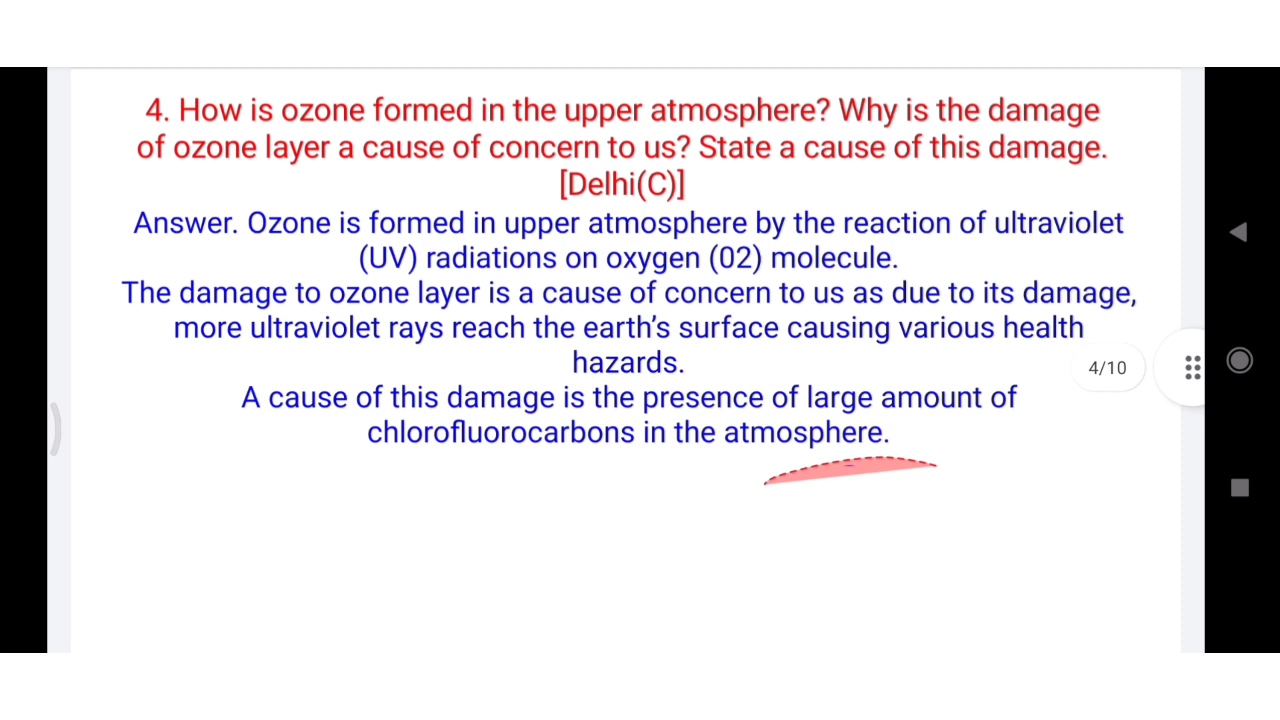 4. How is ozone formed in the upper atmosphere? Why is the damage
of ozone layer a cause of concern to us? State a cause of this damage.
[Delhi(C)]
Answer. Ozone is formed in upper atmosphere by the reaction of ultraviolet
(UV) radiations on oxygen (02) molecule.
The damage to ozone layer is a cause of concern to us as due to its damage,
more ultraviolet rays reach the earth’s surface causing various health
hazards.
4/10
A cause of this damage is the presence of large amount of
chlorofluorocarbons in the atmosphere.